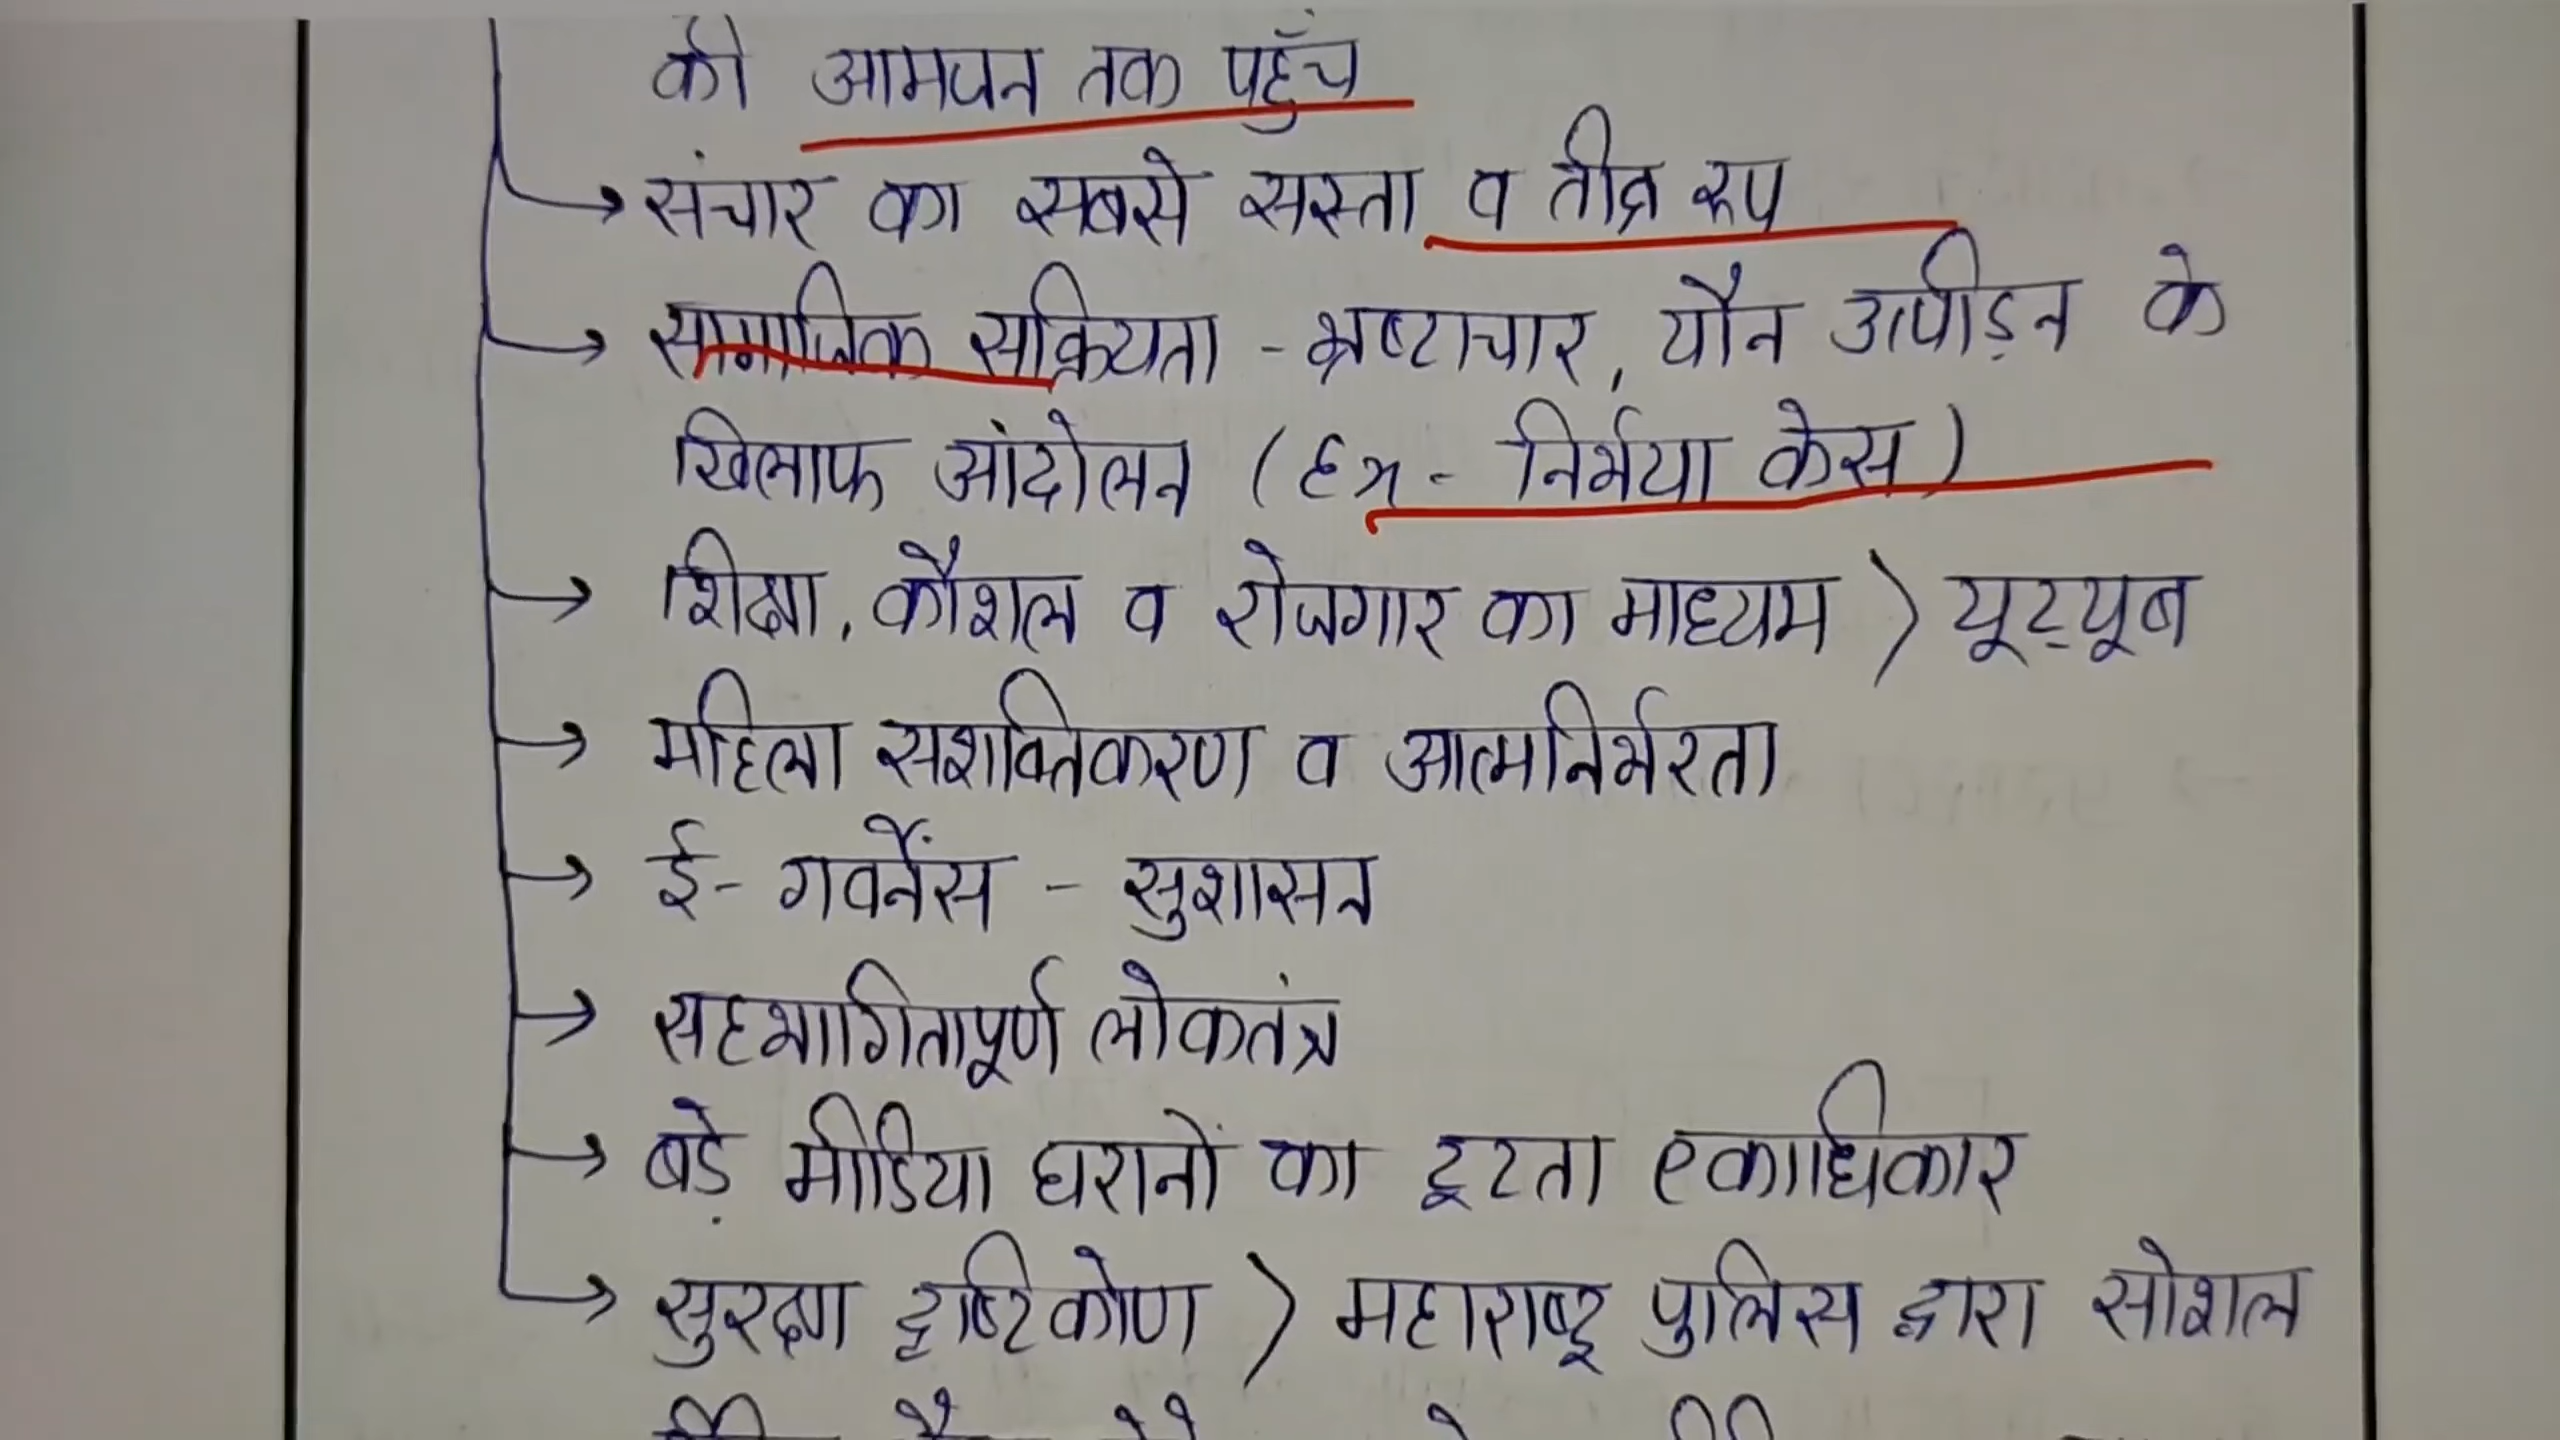 की आमजन तक पहुँच
संचार का सबसे सस्ता व तीव्र रूप
सामाजिक सक्रियता - भ्रष्टाचार, यौन उत्पीड़न के
खिलाफ आंदोलन (Ex - निर्भया केस)
शिक्षा, कौशल व रोजगार का माध्यम > यूट्यूब
महिला सशक्तिकरण व आत्मनिर्भरता
ई- गवर्नेंस - सुशासन
सहभागितापूर्ण लोकतंत्र
बड़े मीडिया घरानों का टूटता एकाधिकार
सुरक्षा दृष्टिकोण > महाराष्ट्र पुलिस द्वारा सोशल